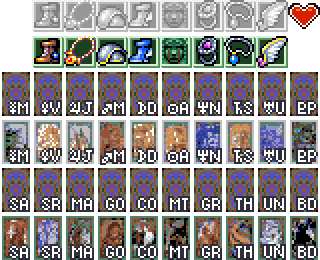 ☿M ♀V ♃J ♂M ☽D ☉A ♆N ♄S ♅U ♇P
☿M ♀V ♃J ♂M ☽D ☉A ♆N ♄S ♅U ♇P
SA SR MA GO CO MT GR TH UN BD
SA SR MA GO CO MT GR TH UN BD